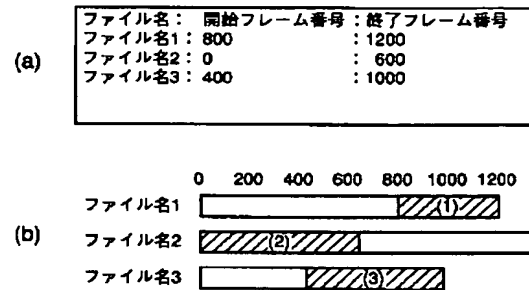 (a)
ファイル名： 開始フレーム番号：終了フレーム番号
ファイル名1：800 ：1200
ファイル名2：0 ： 600
ファイル名3：400 ：1000
(b)
0 200 400 600 800 1000 1200
ファイル名1 (1)
ファイル名2 (2)
ファイル名3 (3)